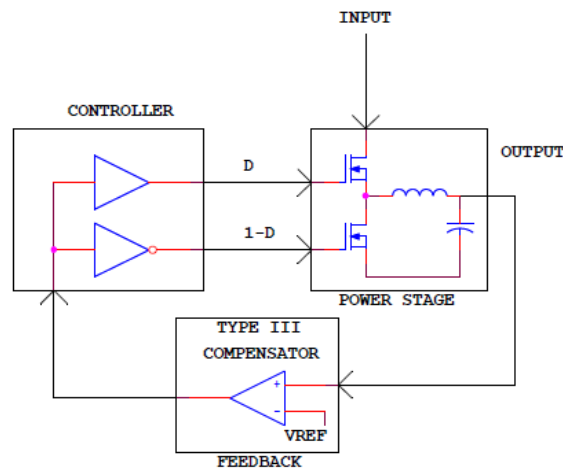 INPUT
CONTROLLER
OUTPUT
D
1-D
POWER STAGE
TYPE III
COMPENSATOR
+
-
VREF
FEEDBACK